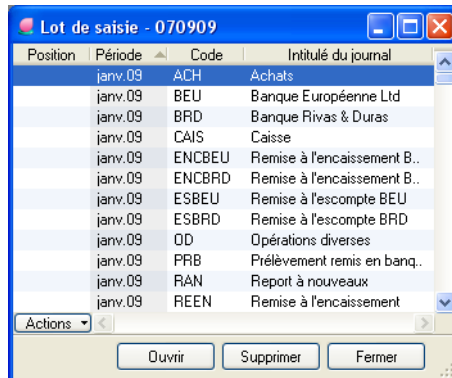 Lot de saisie - 070909
Position Période Code Intitulé du journal
janv.09 ACH Achats
janv.09 BEU Banque Européenne Ltd
janv.09 BRD Banque Rivas & Duras
janv.09 CAIS Caisse
janv.09 ENCBEU Remise à l'encaissement B..
janv.09 ENCBRD Remise à l'encaissement B..
janv.09 ESBEU Remise à l'escompte BEU
janv.09 ESBRD Remise à l'escompte BRD
janv.09 OD Opérations diverses
janv.09 PRB Prélèvement remis en banq..
janv.09 RAN Report à nouveaux
janv.09 REEN Remise à l'encaissement
Actions
Ouvrir Supprimer Fermer